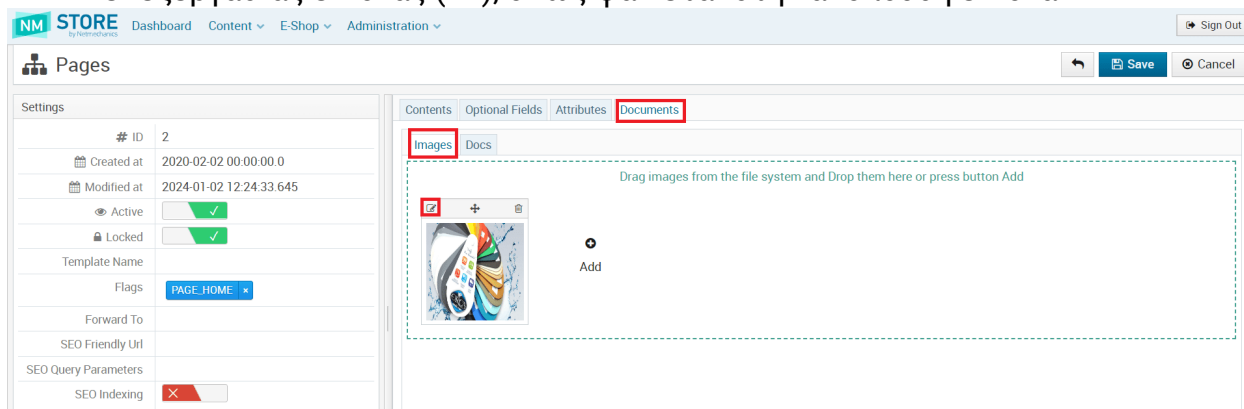 NM STORE by Netmechanics Dashboard Content E-Shop Administration Sign Out
Pages Save Cancel
Settings
Contents Optional Fields Attributes Documents
# ID 2
Images Docs
Created at 2020-02-02 00:00:00.0
Drag images from the file system and Drop them here or press button Add
Modified at 2024-01-02 12:24:33.645
Active
Locked
Add
Template Name
Flags PAGE_HOME ×
Forward To
SEO Friendly Url
SEO Query Parameters
SEO Indexing